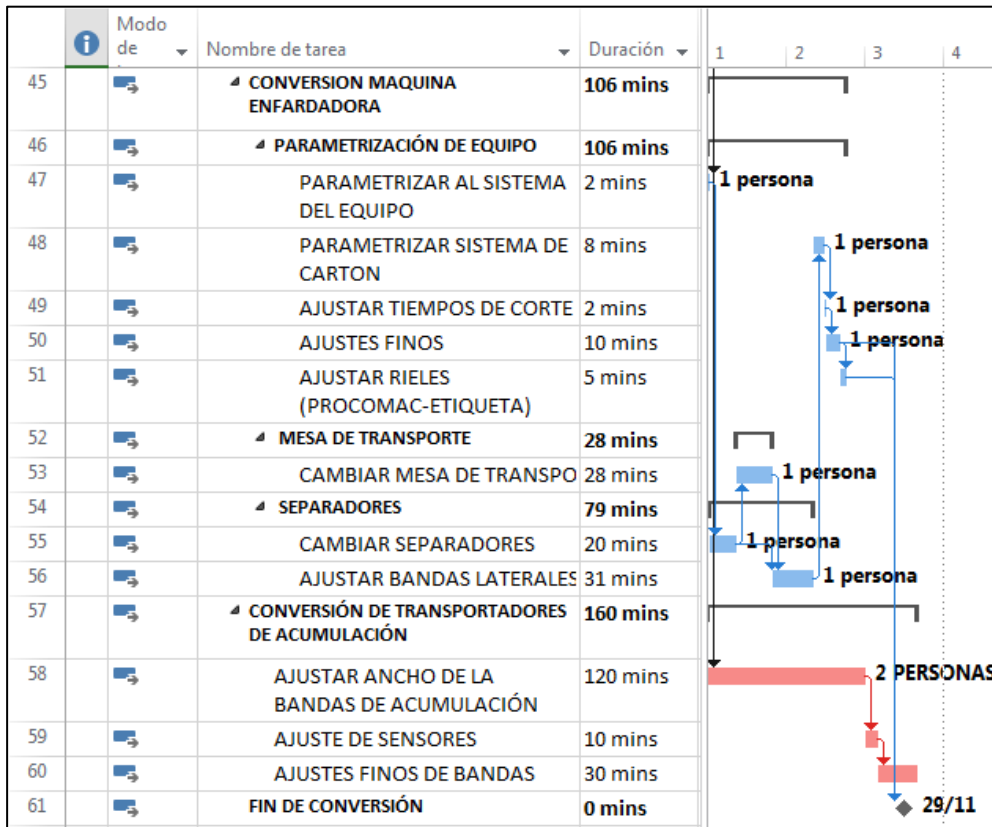 Modo
de
Nombre de tarea
Duración
1 2 3 4
45 CONVERSION MAQUINA 106 mins
ENFARDADORA
46 PARAMETRIZACIÓN DE EQUIPO 106 mins
47 PARAMETRIZAR AL SISTEMA 2 mins 1 persona
DEL EQUIPO
48 PARAMETRIZAR SISTEMA DE 8 mins 1 persona
CARTON
49 AJUSTAR TIEMPOS DE CORTE 2 mins 1 persona
50 AJUSTES FINOS 10 mins 1 persona
51 AJUSTAR RIELES 5 mins
(PROCOMAC-ETIQUETA)
52 MESA DE TRANSPORTE 28 mins
53 CAMBIAR MESA DE TRANSPO 28 mins 1 persona
54 SEPARADORES 79 mins
55 CAMBIAR SEPARADORES 20 mins 1 persona
56 AJUSTAR BANDAS LATERALES 31 mins 1 persona
57 CONVERSIÓN DE TRANSPORTADORES 160 mins
DE ACUMULACIÓN
58 AJUSTAR ANCHO DE LA 120 mins 2 PERSONAS
BANDAS DE ACUMULACIÓN
59 AJUSTE DE SENSORES 10 mins
60 AJUSTES FINOS DE BANDAS 30 mins
61 FIN DE CONVERSIÓN 0 mins 29/11